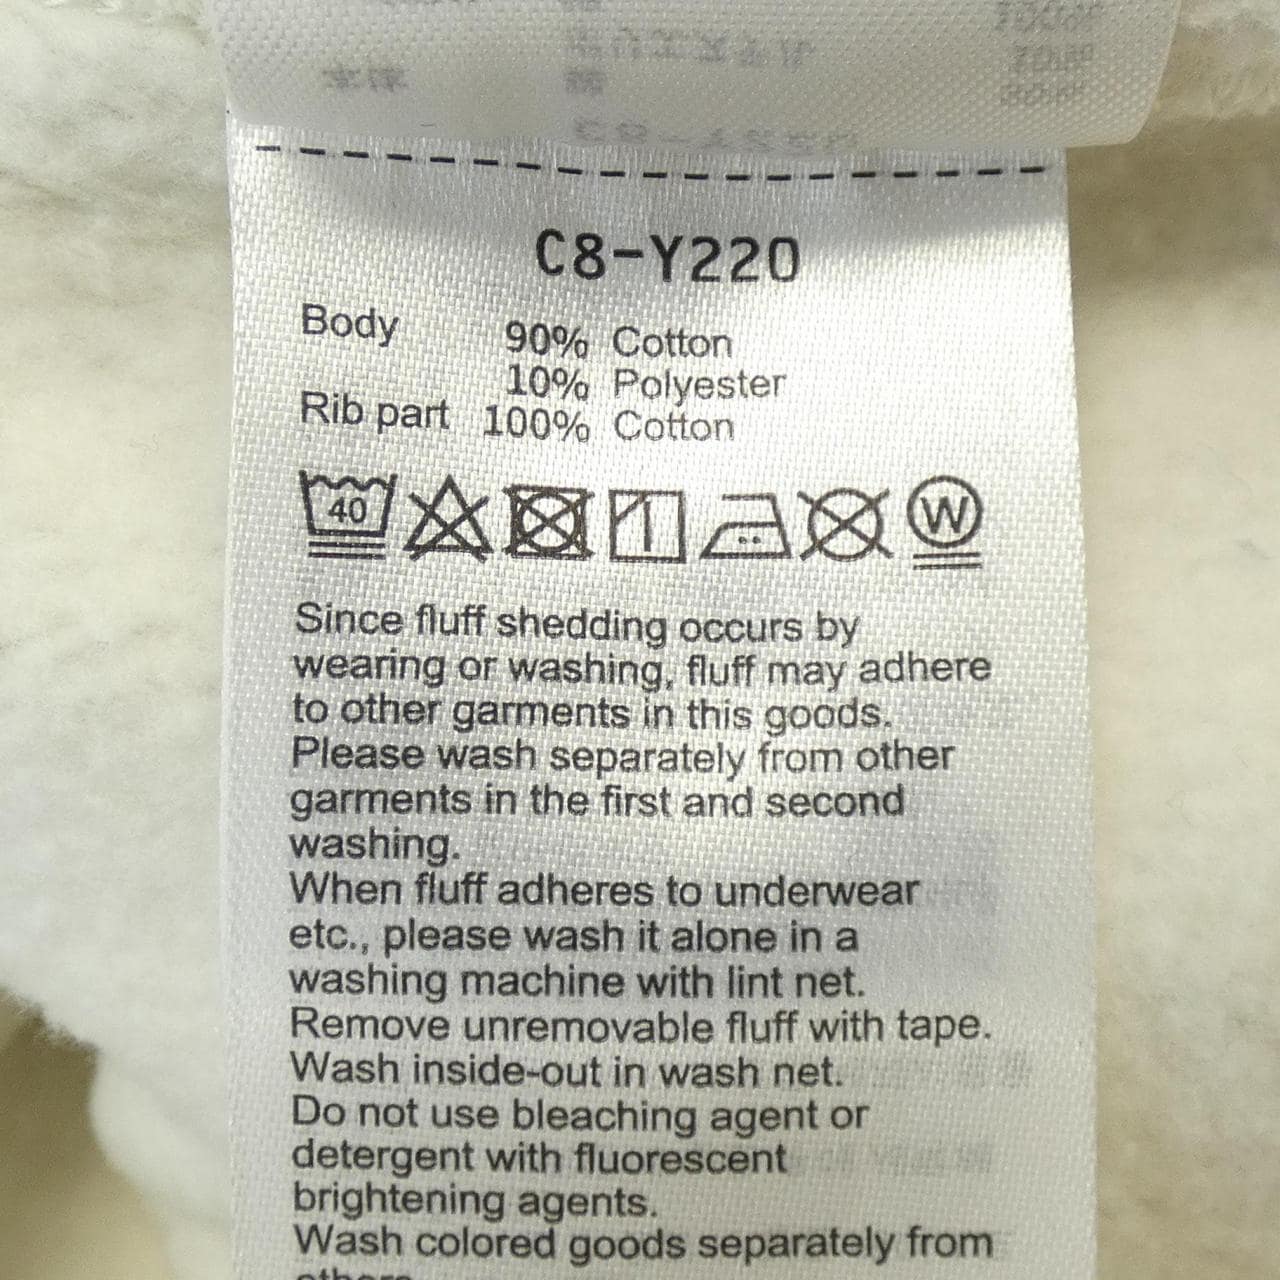 C8-Y220
Body 90% Cotton
10% Polyester
Rib part 100% Cotton
40
W
Since fluff shedding occurs by
wearing or washing, fluff may adhere
to other garments in this goods.
Please wash separately from other
garments in the first and second
washing.
When fluff adheres to underwear
etc., please wash it alone in a
washing machine with lint net.
Remove unremovable fluff with tape.
Wash inside-out in wash net.
Do not use bleaching agent or
detergent with fluorescent
brightening agents.
Wash colored goods separately from